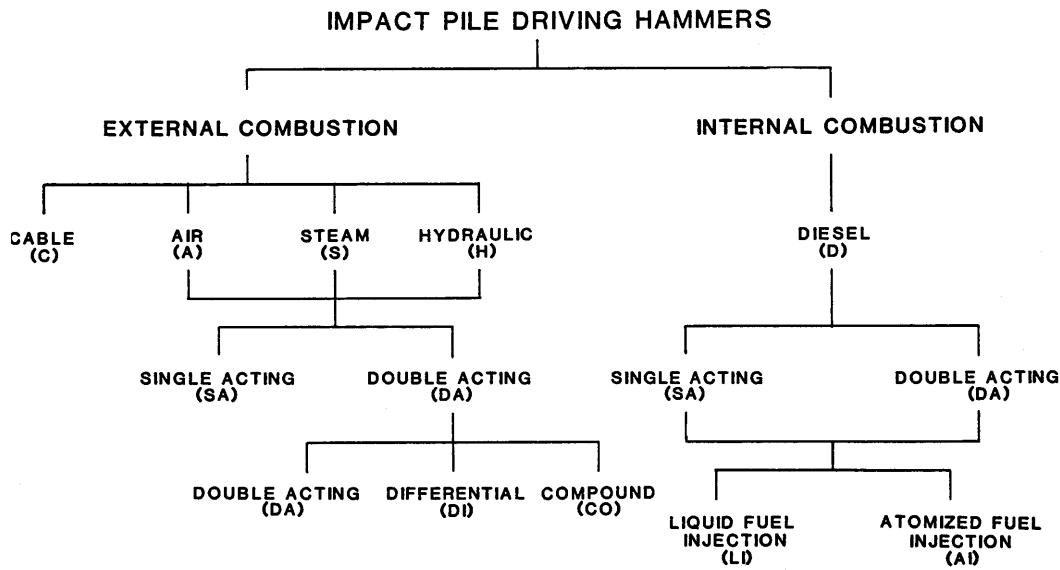 IMPACT PILE DRIVING HAMMERS
EXTERNAL COMBUSTION
INTERNAL COMBUSTION
CABLE
(C)
AIR
(A)
STEAM
(S)
HYDRAULIC
(H)
DIESEL
(D)
SINGLE ACTING
(SA)
DOUBLE ACTING
(DA)
SINGLE ACTING
(SA)
DOUBLE ACTING
(DA)
DOUBLE ACTING
(DA)
DIFFERENTIAL
(DI)
COMPOUND
(CO)
LIQUID FUEL
INJECTION
(LI)
ATOMIZED FUEL
INJECTION
(AI)